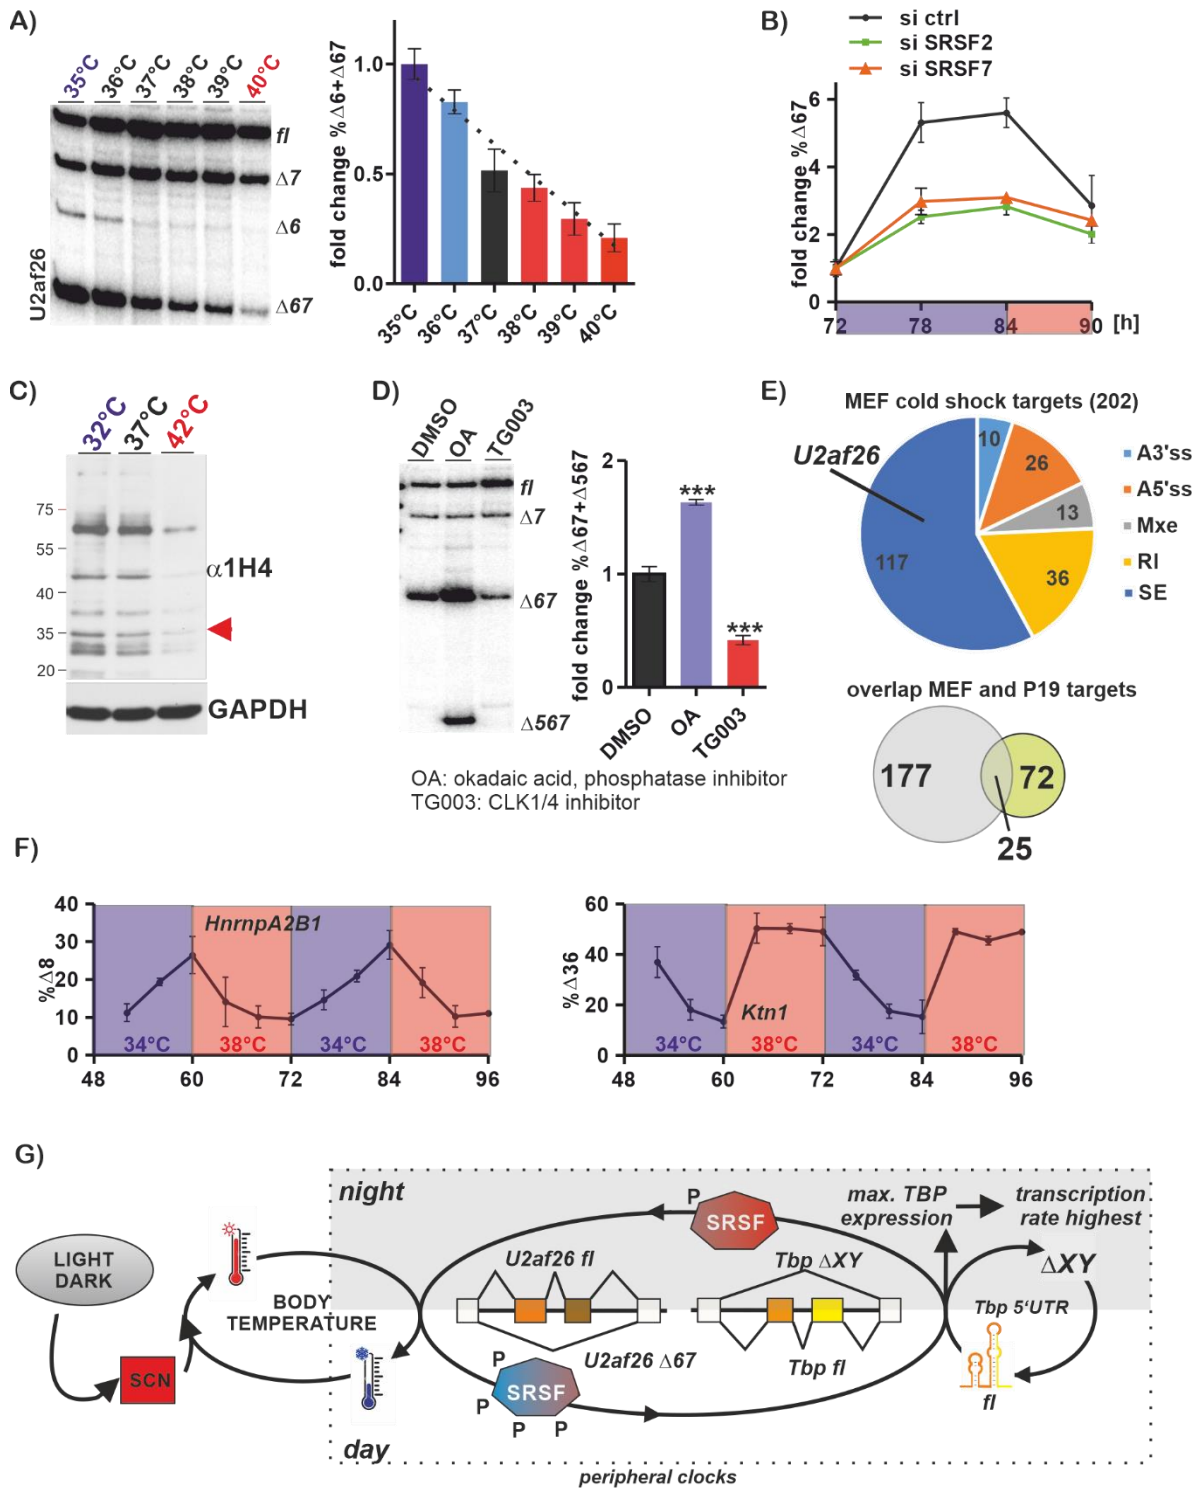 A)
35°C
36°C
37°C
38°C
39°C
40°C
fl
Δ7
Δ6
Δ67
U2af26
fold change %Δ6+Δ67
1.0
0.5
0.0
35°C
36°C
37°C
38°C
39°C
40°C
B)
si ctrl
si SRSF2
si SRSF7
fold change %Δ67
6
4
2
0
72
78
84
90
[h]
C)
32°C
37°C
42°C
75
55
40
35
20
α1H4
GAPDH
D)
DMSO
OA
TG003
fl
Δ7
Δ67
Δ567
fold change %Δ67+Δ567
2
1
0
***
***
DMSO
OA
TG003
OA: okadaic acid, phosphatase inhibitor
TG003: CLK1/4 inhibitor
E)
MEF cold shock targets (202)
U2af26
10
26
13
36
117
A3'ss
A5'ss
Mxe
RI
SE
overlap MEF and P19 targets
177
72
25
F)
%Δ8
40
30
20
10
0
HnrnpA2B1
34°C
38°C
34°C
38°C
48
60
72
84
96
%Δ36
60
40
20
0
Ktn1
34°C
38°C
34°C
38°C
48
60
72
84
96
G)
LIGHT
DARK
SCN
BODY
TEMPERATURE
night
day
P
SRSF
U2af26 fl
U2af26 Δ67
Tbp ΔXY
Tbp fl
P
P
SRSF
P
P
max. TBP
expression
transcription
rate highest
ΔXY
Tbp 5'UTR
fl
peripheral clocks